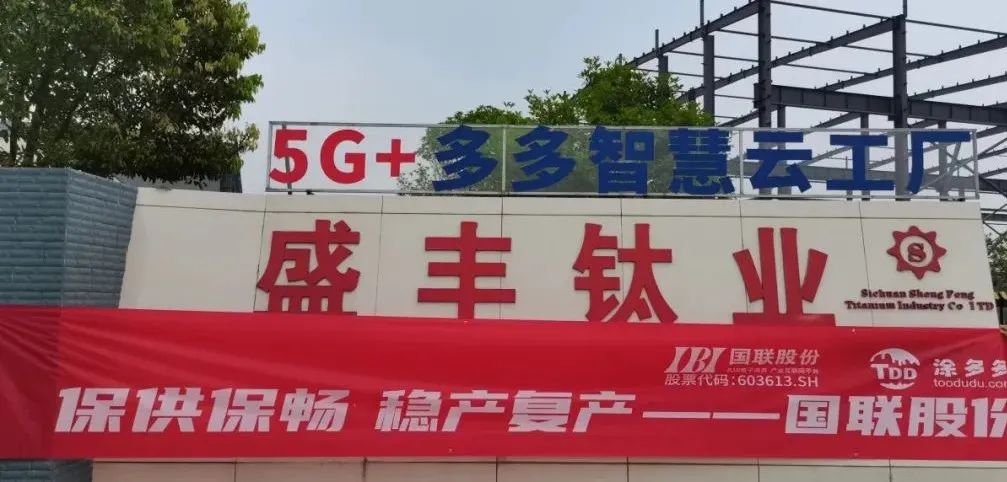 5G+多多智慧云工厂
盛丰钛业
S
Sichuan Sheng Feng
Titanium Industry Co LTD
国联股份
股票代码:603613.SH
TDD
涂多多
toodudu.com
保供保畅 稳产复产——国联股份